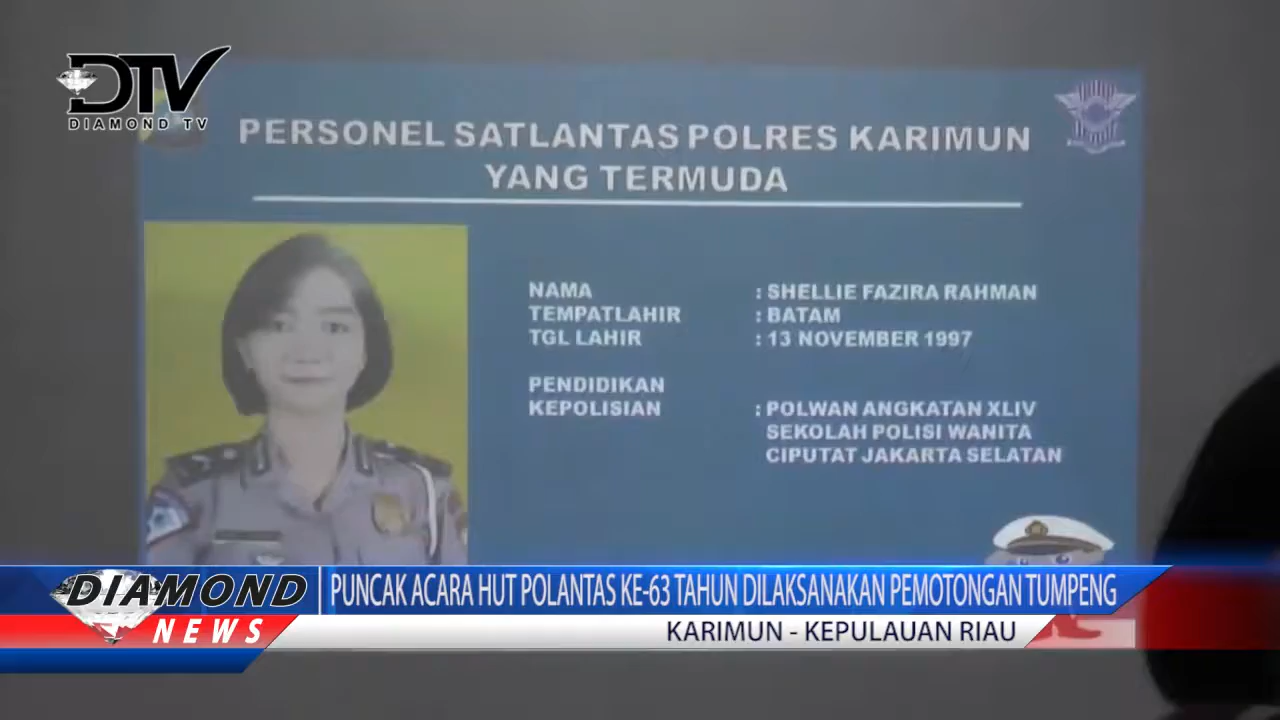 DTV
DIAMOND TV
PERSONEL SATLANTAS POLRES KARIMUN
YANG TERMUDA
NAMA : SHELLIE FAZIRA RAHMAN
TEMPATLAHIR : BATAM
TGL LAHIR : 13 NOVEMBER 1997
PENDIDIKAN
KEPOLISIAN : POLWAN ANGKATAN XLIV
SEKOLAH POLISI WANITA
CIPUTAT JAKARTA SELATAN
DIAMOND
NEWS
PUNCAK ACARA HUT POLANTAS KE-63 TAHUN DILAKSANAKAN PEMOTONGAN TUMPENG
KARIMUN - KEPULAUAN RIAU